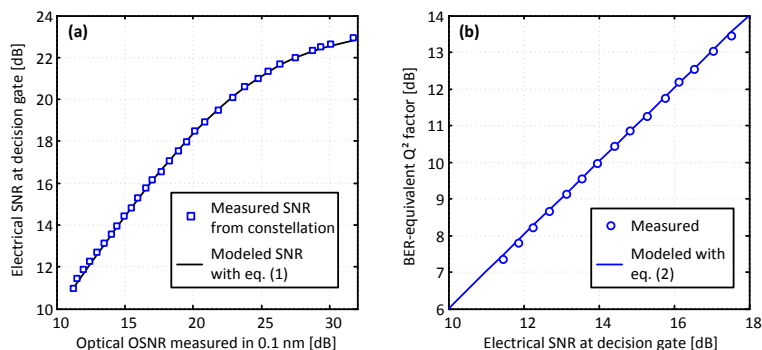 (a)
Electrical SNR at decision gate [dB]
24
22
20
18
16
14
12
10
10
15
20
25
30
Measured SNR
from constellation
Modeled SNR
with eq. (1)
Optical OSNR measured in 0.1 nm [dB]
(b)
BER-equivalent Q² factor [dB]
14
13
12
11
10
9
8
7
6
10
12
14
16
18
Measured
Modeled with
eq. (2)
Electrical SNR at decision gate [dB]